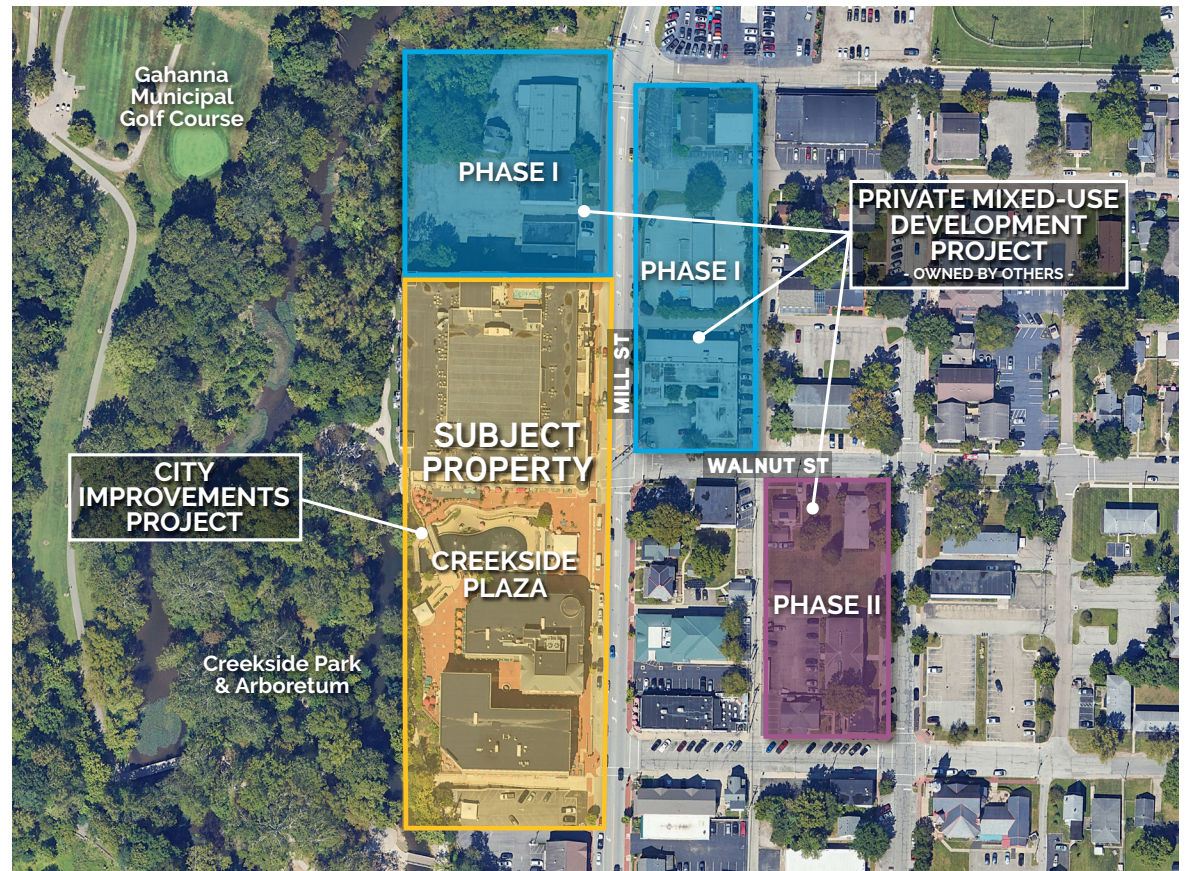 Gahanna
Municipal
Golf Course
PHASE I
PRIVATE MIXED-USE
DEVELOPMENT
PROJECT
- OWNED BY OTHERS -
PHASE I
MILL ST
SUBJECT
PROPERTY
WALNUT ST
CITY
IMPROVEMENTS
PROJECT
CREEKSIDE
PLAZA
PHASE II
Creekside Park
& Arboretum